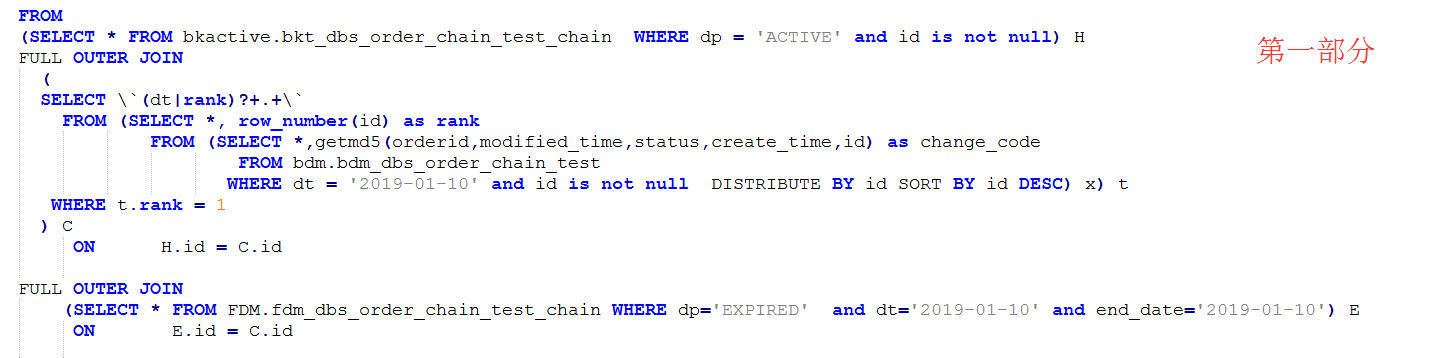 FROM
(SELECT * FROM bkactive.bkt_dbs_order_chain_test_chain  WHERE dp = 'ACTIVE' and id is not null) H
第一部分
FULL OUTER JOIN
(
SELECT \`(dt|rank)?+.+\`
FROM (SELECT *, row_number(id) as rank
FROM (SELECT *,getmd5(orderid,modified_time,status,create_time,id) as change_code
FROM bdm.bdm_dbs_order_chain_test
WHERE dt = '2019-01-10' and id is not null  DISTRIBUTE BY id SORT BY id DESC) x) t
WHERE t.rank = 1
) C
ON      H.id = C.id
FULL OUTER JOIN
(SELECT * FROM FDM.fdm_dbs_order_chain_test_chain WHERE dp='EXPIRED'  and dt='2019-01-10' and end_date='2019-01-10') E
ON       E.id = C.id